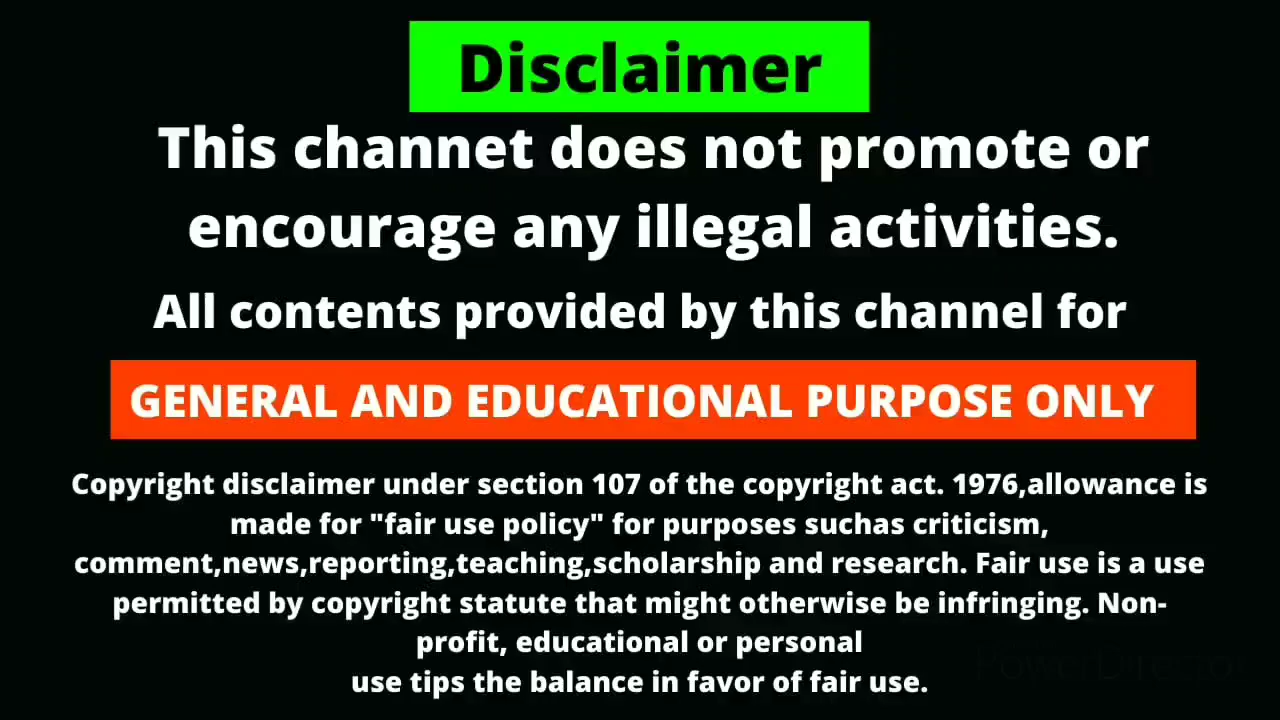 Disclaimer
This channet does not promote or
encourage any illegal activities.
All contents provided by this channel for
GENERAL AND EDUCATIONAL PURPOSE ONLY
Copyright disclaimer under section 107 of the copyright act. 1976,allowance is
made for "fair use policy" for purposes suchas criticism,
comment,news,reporting,teaching,scholarship and research. Fair use is a use
permitted by copyright statute that might otherwise be infringing. Non-
profit, educational or personal
use tips the balance in favor of fair use.
PowerDirector